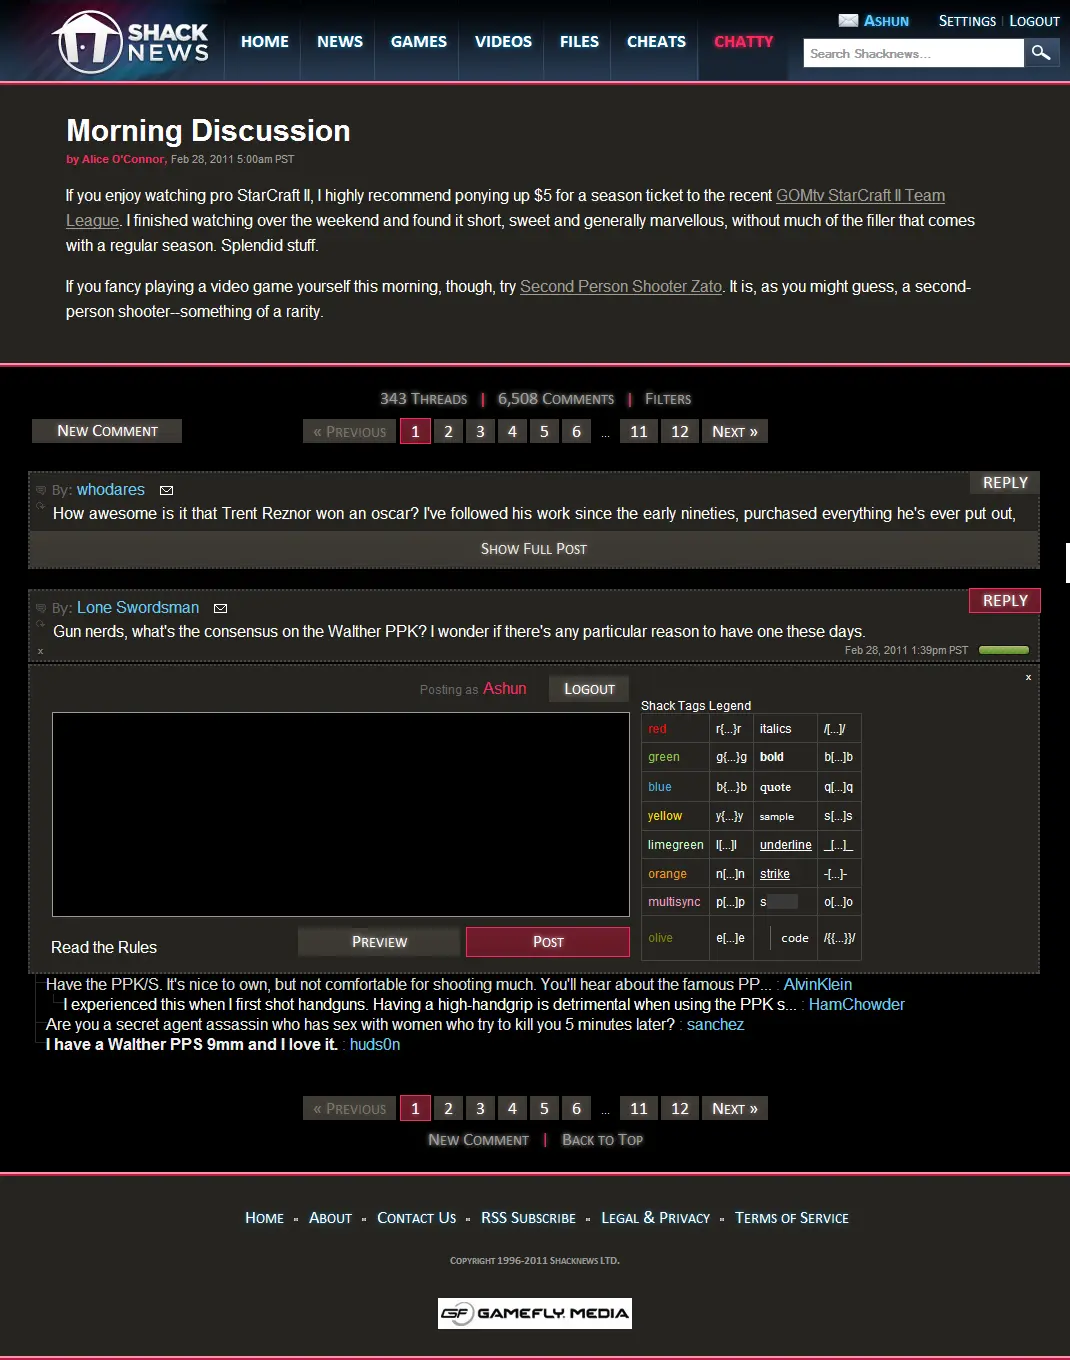 SHACK NEWS
HOME NEWS GAMES VIDEOS FILES CHEATS CHATTY
ASHUN SETTINGS | LOGOUT
Search Shacknews...
Morning Discussion
by Alice O'Connor, Feb 28, 2011 5:00am PST
If you enjoy watching pro StarCraft II, I highly recommend ponying up $5 for a season ticket to the recent GOMtv StarCraft II Team
League. I finished watching over the weekend and found it short, sweet and generally marvellous, without much of the filler that comes
with a regular season. Splendid stuff.
If you fancy playing a video game yourself this morning, though, try Second Person Shooter Zato. It is, as you might guess, a second-
person shooter--something of a rarity.
343 THREADS | 6,508 COMMENTS | FILTERS
NEW COMMENT « PREVIOUS 1 2 3 4 5 6 ... 11 12 NEXT »
By: whodares REPLY
How awesome is it that Trent Reznor won an oscar? I've followed his work since the early nineties, purchased everything he's ever put out,
SHOW FULL POST
By: Lone Swordsman REPLY
Gun nerds, what's the consensus on the Walther PPK? I wonder if there's any particular reason to have one these days.
x Feb 28, 2011 1:39pm PST
x
Posting as Ashun LOGOUT
Shack Tags Legend
red r{...}r italics /[...]/
green g{...}g bold b[...]b
blue b{...}b quote q[...]q
yellow y{...}y sample s[...]s
limegreen l[...]l underline _[...]_
orange n[...]n strike -[...]-
multisync p[...]p s o[...]o
olive e[...]e code /{{...}}/
Read the Rules PREVIEW POST
Have the PPK/S. It's nice to own, but not comfortable for shooting much. You'll hear about the famous PP... : AlvinKlein
I experienced this when I first shot handguns. Having a high-handgrip is detrimental when using the PPK s... : HamChowder
Are you a secret agent assassin who has sex with women who try to kill you 5 minutes later? : sanchez
I have a Walther PPS 9mm and I love it. : huds0n
« PREVIOUS 1 2 3 4 5 6 ... 11 12 NEXT »
NEW COMMENT | BACK TO TOP
HOME ▪ ABOUT ▪ CONTACT US ▪ RSS SUBSCRIBE ▪ LEGAL & PRIVACY ▪ TERMS OF SERVICE
COPYRIGHT 1996-2011 SHACKNEWS LTD.
GF GAMEFLY. MEDIA